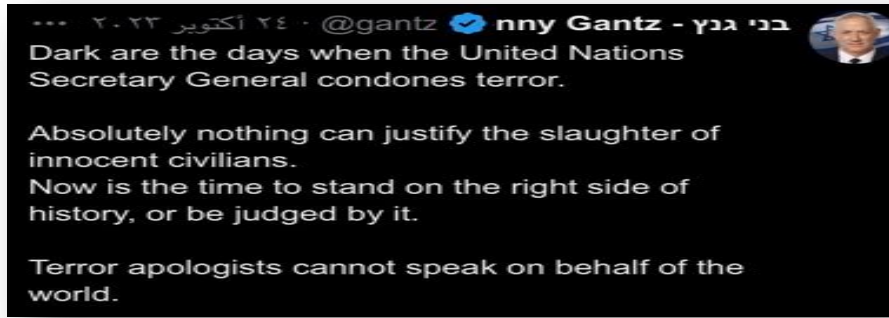 בני גנץ - nny Gantz @gantz · ٢٤ أكتوبر ٢٠٢٣
Dark are the days when the United Nations
Secretary General condones terror.
Absolutely nothing can justify the slaughter of
innocent civilians.
Now is the time to stand on the right side of
history, or be judged by it.
Terror apologists cannot speak on behalf of the
world.